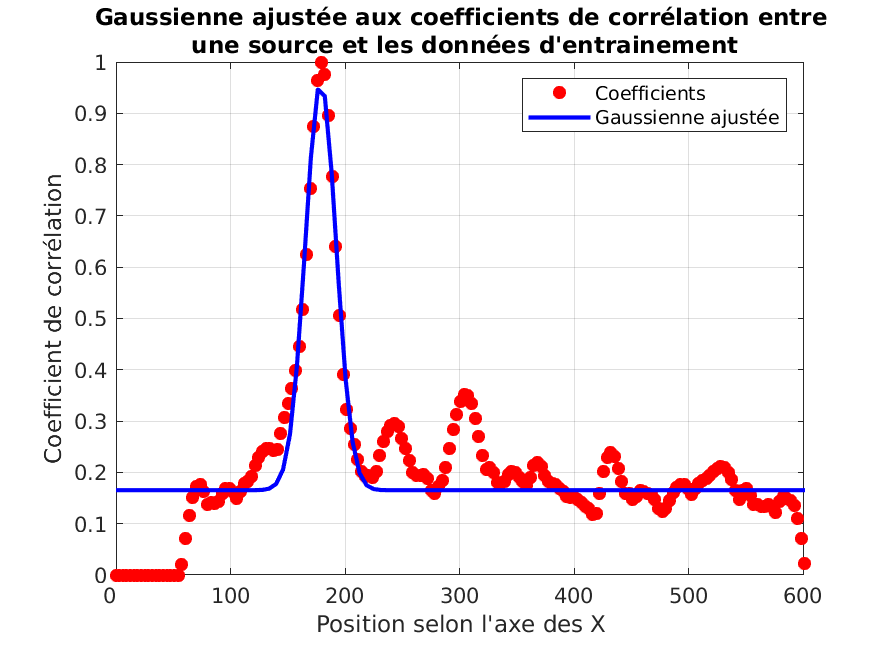 Gaussienne ajustée aux coefficients de corrélation entre
une source et les données d'entrainement
Coefficients
Gaussienne ajustée
Coefficient de corrélation
1
0.9
0.8
0.7
0.6
0.5
0.4
0.3
0.2
0.1
0
0 100 200 300 400 500 600
Position selon l'axe des X